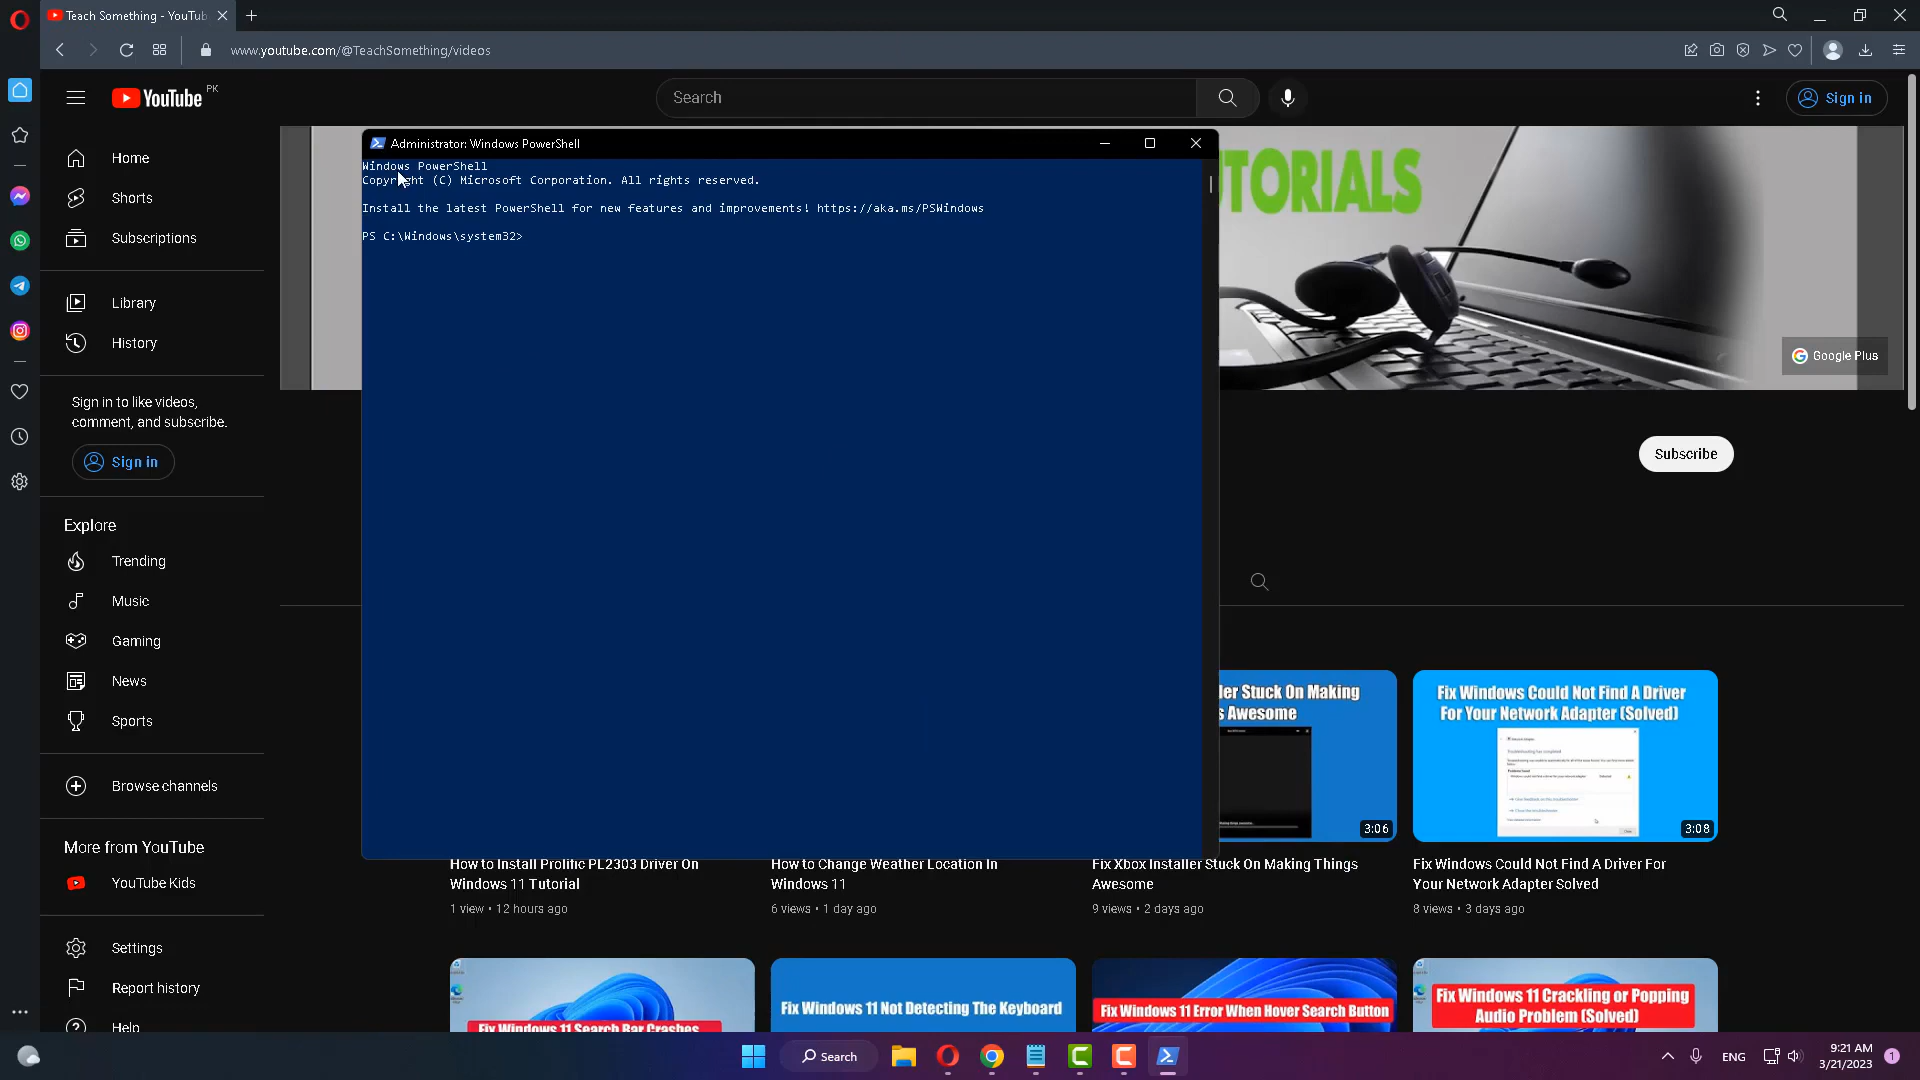 Teach Something - YouTub
www.youtube.com/@TeachSomething/videos
YouTube PK
Search
Sign in
Home
Shorts
Subscriptions
Library
History
Sign in to like videos,
comment, and subscribe.
Sign in
Explore
Trending
Music
Gaming
News
Sports
Browse channels
More from YouTube
YouTube Kids
Settings
Report history
Help
Administrator: Windows PowerShell
Windows PowerShell
Copyright (C) Microsoft Corporation. All rights reserved.
Install the latest PowerShell for new features and improvements! https://aka.ms/PSWindows
PS C:\Windows\system32>
TUTORIALS
Google Plus
Subscribe
ler Stuck On Making
s Awesome
3:06
Fix Windows Could Not Find A Driver
For Your Network Adapter (Solved)
3:08
How to Install Prolific PL2303 Driver On
Windows 11 Tutorial
1 view • 12 hours ago
How to Change Weather Location In
Windows 11
6 views • 1 day ago
Fix Xbox Installer Stuck On Making Things
Awesome
9 views • 2 days ago
Fix Windows Could Not Find A Driver For
Your Network Adapter Solved
8 views • 3 days ago
Fix Windows 11 Search Bar Crashes
Fix Windows 11 Not Detecting The Keyboard
Fix Windows 11 Error When Hover Search Button
Fix Windows 11 Crackling or Popping
Audio Problem (Solved)
Search
ENG
9:21 AM
3/21/2023
1